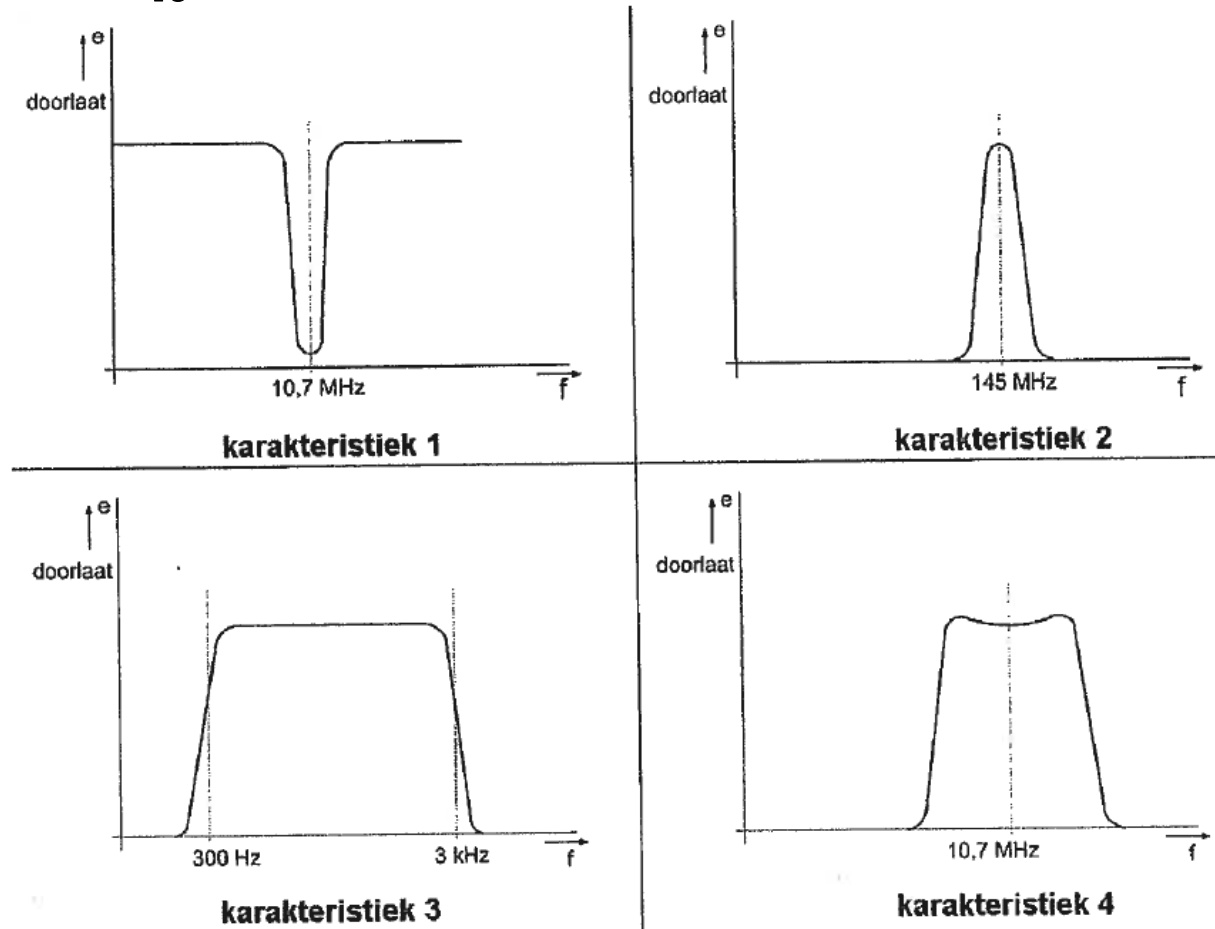 e
doorlaat
10,7 MHz
f
karakteristiek 1
e
doorlaat
145 MHz
f
karakteristiek 2
e
doorlaat
300 Hz
3 kHz
f
karakteristiek 3
e
doorlaat
10,7 MHz
f
karakteristiek 4